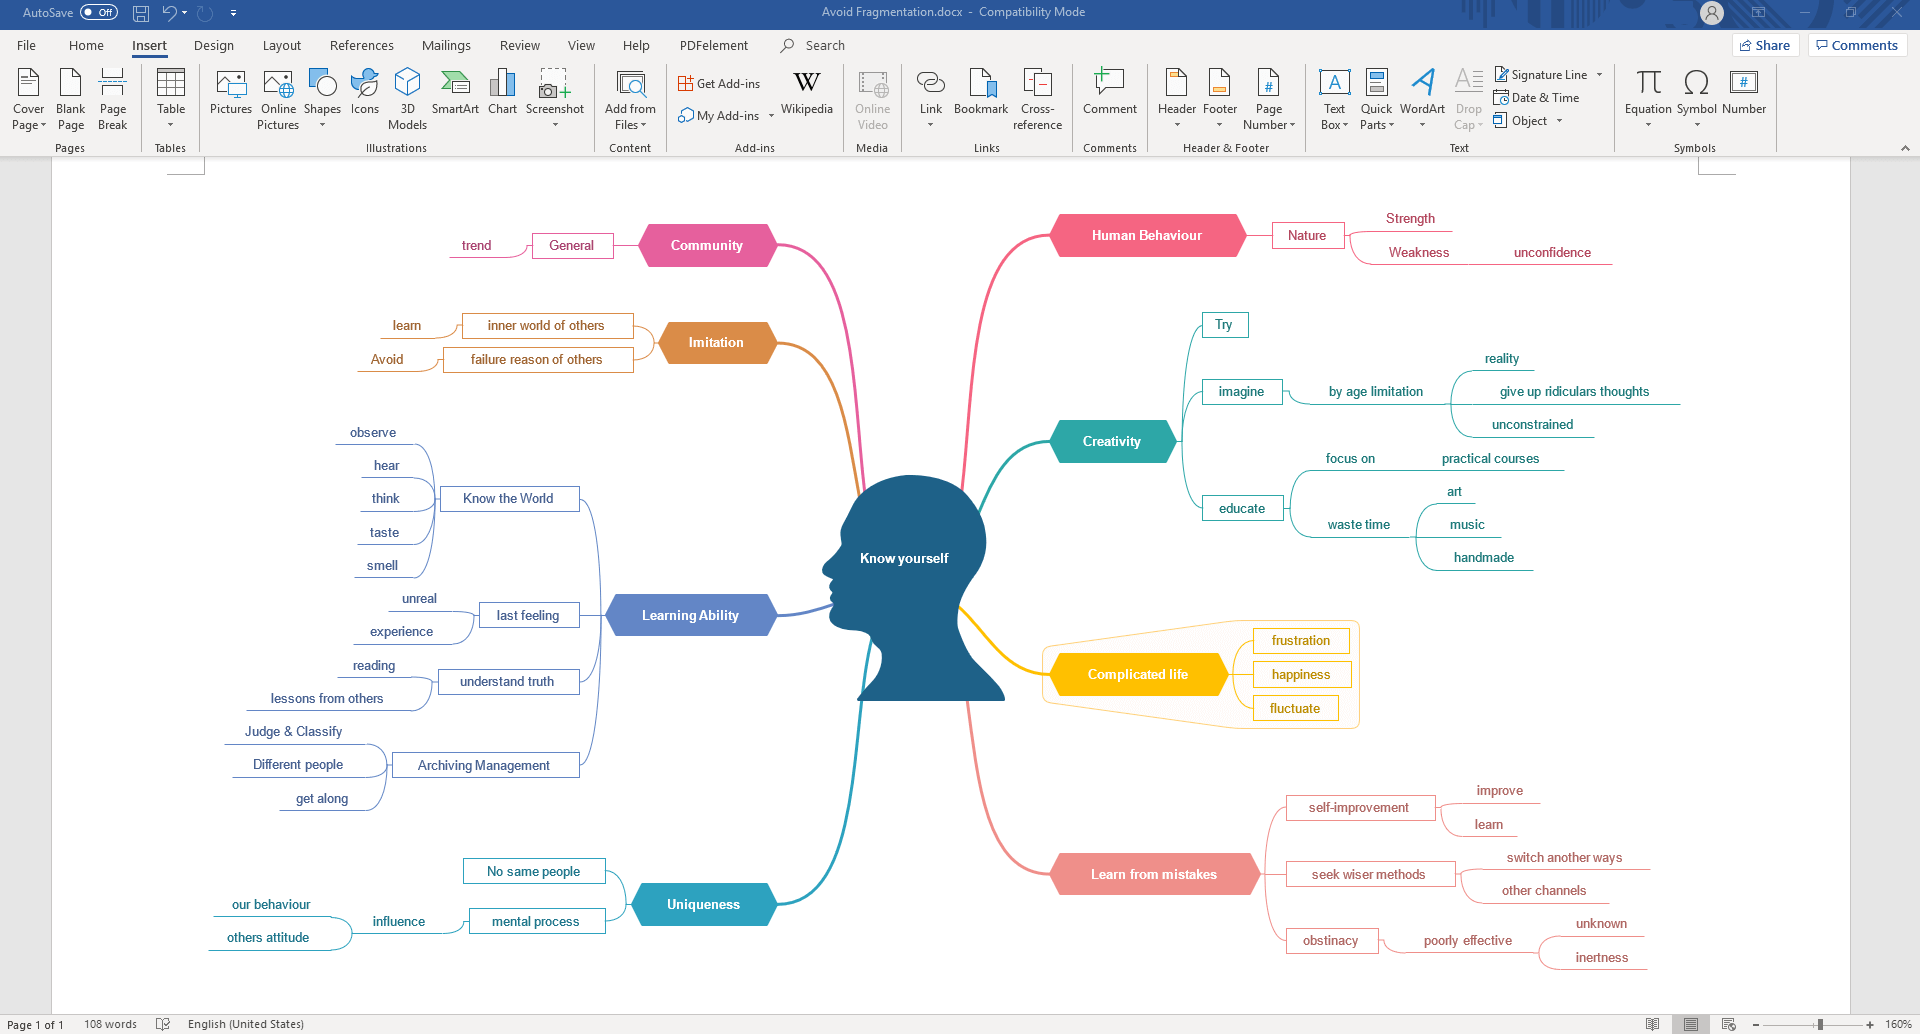 AutoSave Off
Avoid Fragmentation.docx - Compatibility Mode
File Home Insert Design Layout References Mailings Review View Help PDFelement Search
Share Comments
Cover Page
Blank Page
Page Break
Pages
Table
Tables
Pictures
Online Pictures
Shapes
Icons
3D Models
SmartArt
Chart
Screenshot
Illustrations
Add from Files
Content
Get Add-ins
My Add-ins
W Wikipedia
Add-ins
Online Video
Media
Link
Bookmark
Cross-reference
Links
Comment
Comments
Header
Footer
# Page Number
Header & Footer
A Text Box
Quick Parts
A WordArt
A Drop Cap
Signature Line
Date & Time
Object
Text
π Equation
Ω Symbol
# Number
Symbols
Know yourself
Community
General
trend
Imitation
inner world of others
learn
failure reason of others
Avoid
Learning Ability
Know the World
observe
hear
think
taste
smell
last feeling
unreal
experience
understand truth
reading
lessons from others
Archiving Management
Judge & Classify
Different people
get along
Uniqueness
No same people
mental process
influence
our behaviour
others attitude
Human Behaviour
Nature
Strength
Weakness
unconfidence
Creativity
Try
imagine
by age limitation
reality
give up ridiculars thoughts
unconstrained
educate
focus on
practical courses
waste time
art
music
handmade
Complicated life
frustration
happiness
fluctuate
Learn from mistakes
self-improvement
improve
learn
seek wiser methods
switch another ways
other channels
obstinacy
poorly effective
unknown
inertness
Page 1 of 1 108 words English (United States)
160%